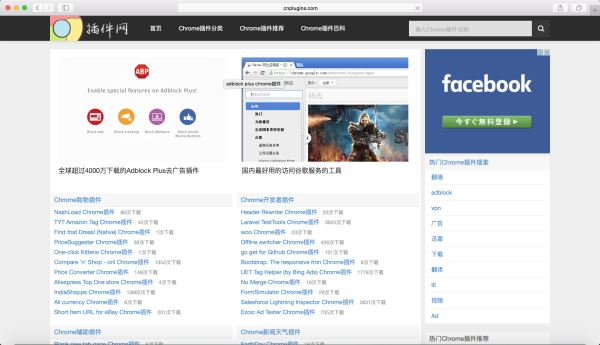 cnplugins.com
插件网
首页
Chrome插件分类
Chrome插件推荐
Chrome插件百科
输入Chrome插件名称
ABP
Enable special features on Adblock Plus!
Block ads
Block tracking
Block Malware
Block Social Media Buttons
全球超过4000万下载的Adblock Plus去广告插件
adblock plus chrome插件
精选
热门
国内最好用的访问谷歌服务的工具
facebook
今すぐ無料登録
Chrome购物插件
NashLoad Chrome插件 99次下载
TYT Amazon Tag Chrome插件 43次下载
Find that Dress! (Native) Chrome插件 1次下载
PriceSuggester Chrome插件 36次下载
One-click Kittens Chrome插件 1次下载
Compare 'n' Shop - onl Chrome插件 1352次下载
Price Converter Chrome插件 149次下载
Aliexpress Top One store Chrome插件 4次下载
IndiaShopps Chrome插件 13662次下载
All currency Chrome插件 6次下载
Short Item URL for eBay Chrome插件 201次下载
Chrome开发者插件
Header Rewriter Chrome插件 20次下载
Laravel TestTools Chrome插件 3920次下载
woo Chrome插件 23次下载
Offline switcher Chrome插件 426次下载
go get for Github Chrome插件 101次下载
Bootstrap. The responsive fron Chrome插件 8次下载
UET Tag Helper (by Bing Ads) Chrome插件 1779次下载
No Merge Chrome插件 16次下载
FormSimulator Chrome插件 29次下载
Salesforce Lightning Inspector Chrome插件 3631次下载
Ezoic Ad Tester Chrome插件 705次下载
热门Chrome插件搜索
翻墙
adblock
vpn
广告
迅雷
下载
翻译
idl
视频
Ad
热门Chrome插件推荐
Chrome辅助插件
Chrome新闻天气插件